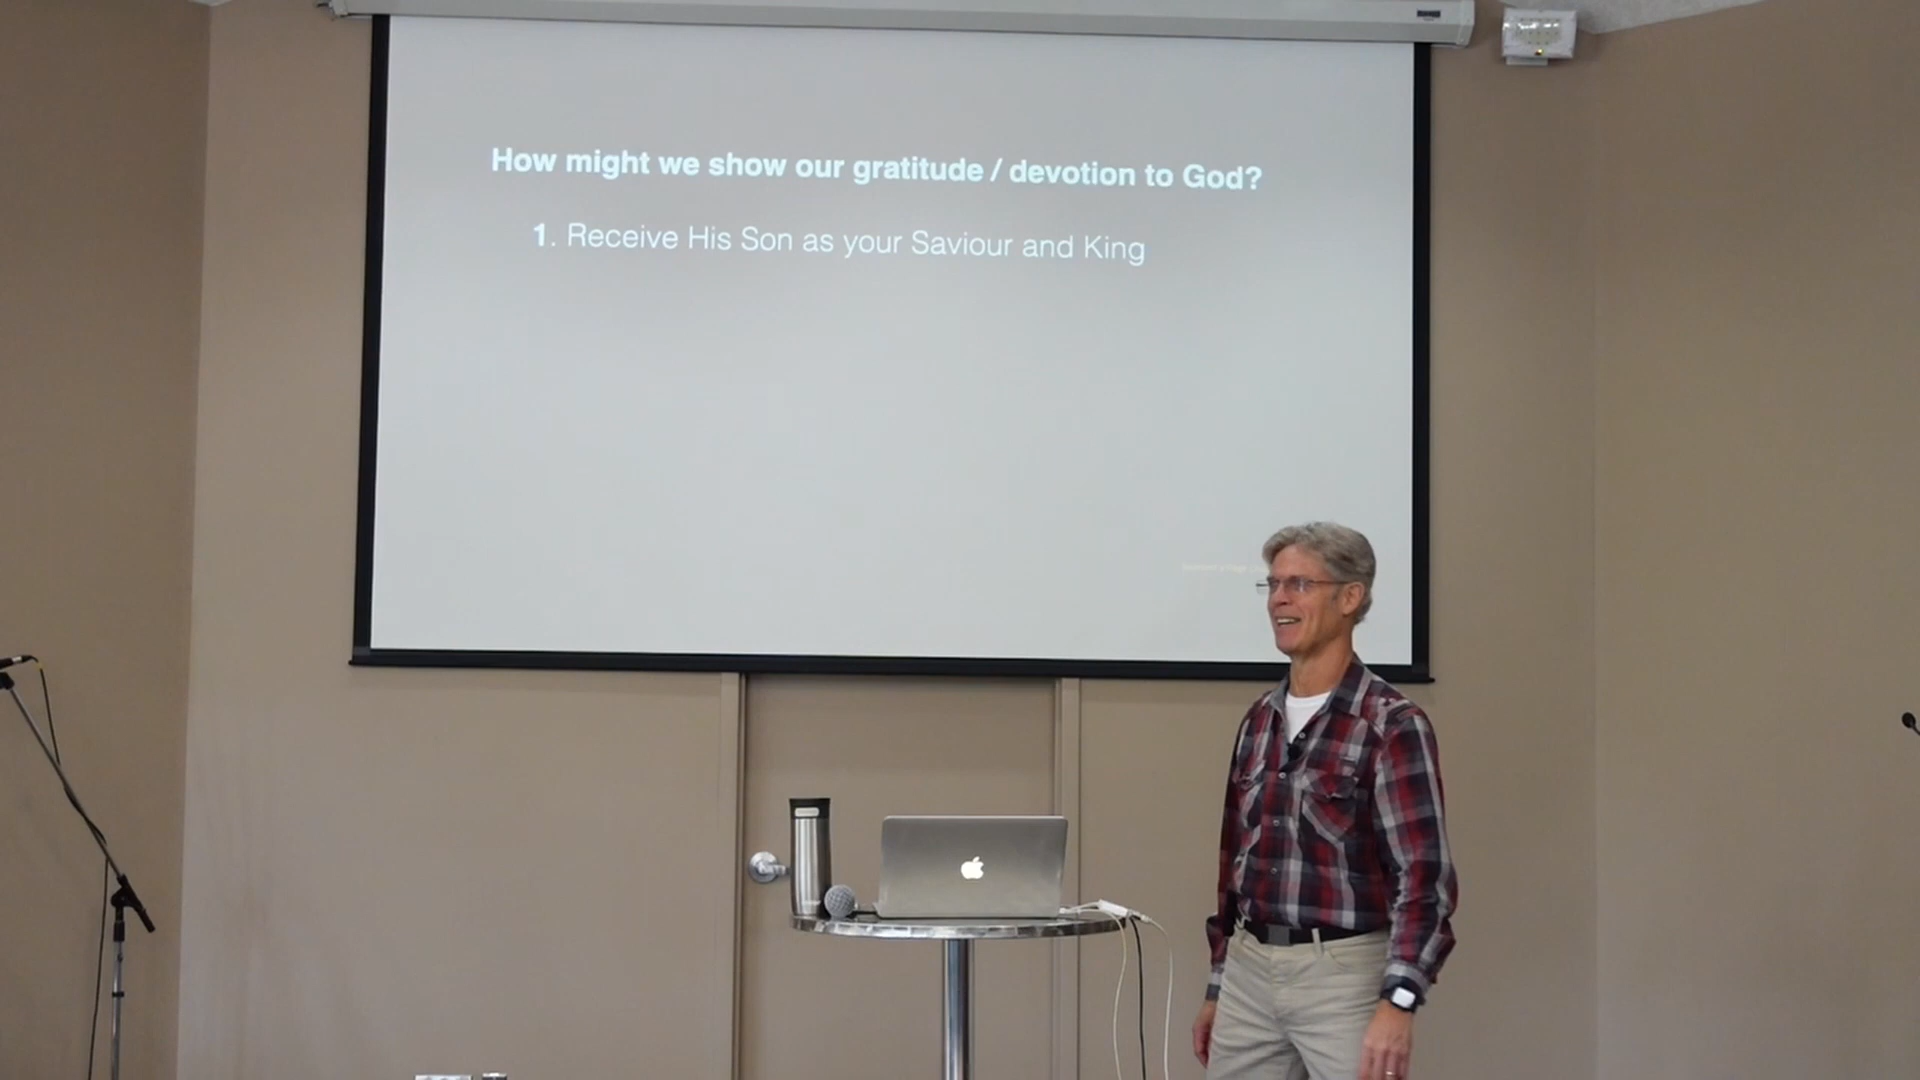 How might we show our gratitude / devotion to God?
1. Receive His Son as your Saviour and King